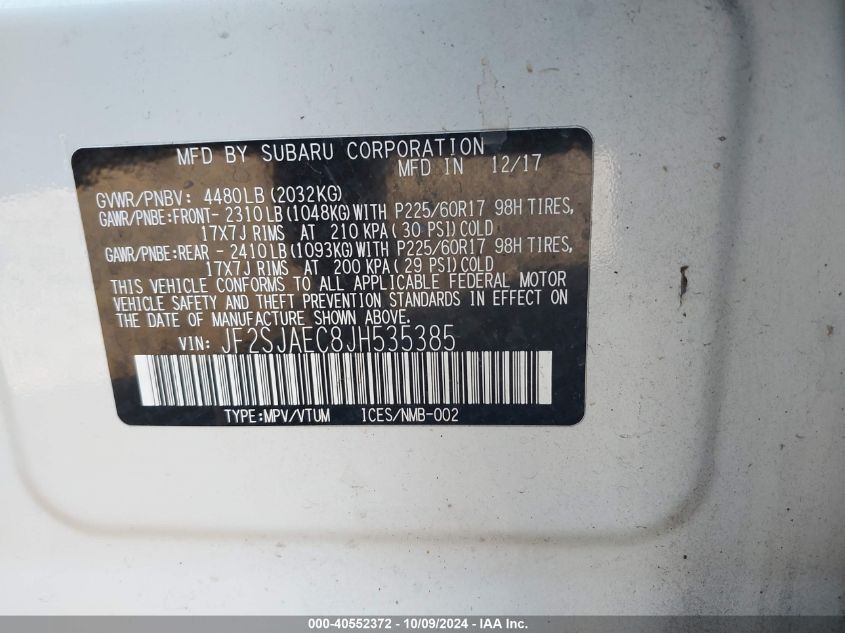 MFD BY SUBARU CORPORATION
MFD IN 12/17
GVWR/PNBV: 4480LB (2032KG)
GAWR/PNBE:FRONT- 2310LB(1048KG)WITH P225/60R17 98H TIRES,
17X7J RIMS AT 210 KPA( 30 PSI)COLD
GAWR/PNBE:REAR - 2410LB(1093KG)WITH P225/60R17 98H TIRES,
17X7J RIMS AT 200 KPA( 29 PSI)COLD
THIS VEHICLE CONFORMS TO ALL APPLICABLE FEDERAL MOTOR
VEHICLE SAFETY AND THEFT PREVENTION STANDARDS IN EFFECT ON
THE DATE OF MANUFACTURE SHOWN ABOVE.
VIN: JF2SJAEC8JH535385
TYPE:MPV/VTUM ICES/NMB-002
000-40552372 - 10/09/2024 - IAA Inc.